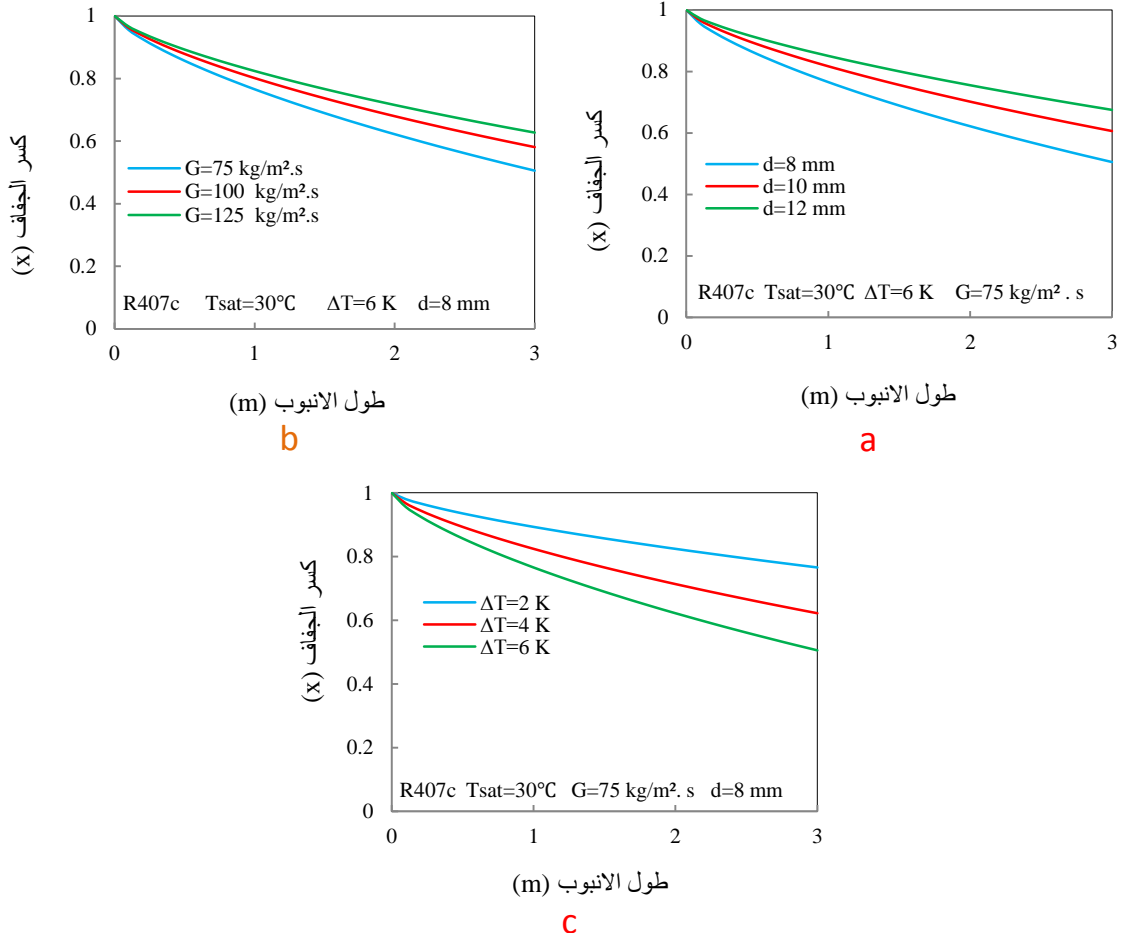 1
0.8
0.6
0.4
0.2
0
كسر الجفاف (x)
G=75 kg/m².s
G=100 kg/m².s
G=125 kg/m².s
R407c Tsat=30℃ ΔT=6 K d=8 mm
0 1 2 3
طول الانبوب (m)
b
1
0.8
0.6
0.4
0.2
0
كسر الجفاف (x)
d=8 mm
d=10 mm
d=12 mm
R407c Tsat=30℃ ΔT=6 K G=75 kg/m² . s
0 1 2 3
طول الانبوب (m)
a
1
0.8
0.6
0.4
0.2
0
كسر الجفاف (x)
ΔT=2 K
ΔT=4 K
ΔT=6 K
R407c Tsat=30℃ G=75 kg/m². s d=8 mm
0 1 2 3
طول الانبوب (m)
c